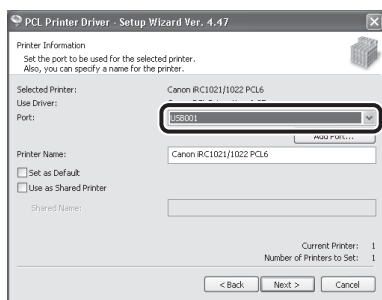 PCL Printer Driver - Setup Wizard Ver. 4.47
Printer Information
Set the port to be used for the selected printer.
Also, you can specify a name for the printer.
Selected Printer: Canon iRC1021/1022 PCL6
Use Driver:
Port: USB001
Add Port...
Printer Name: Canon iRC1021/1022 PCL6
Set as Default
Use as Shared Printer
Shared Name:
Current Printer: 1
Number of Printers to Set: 1
< Back Next > Cancel